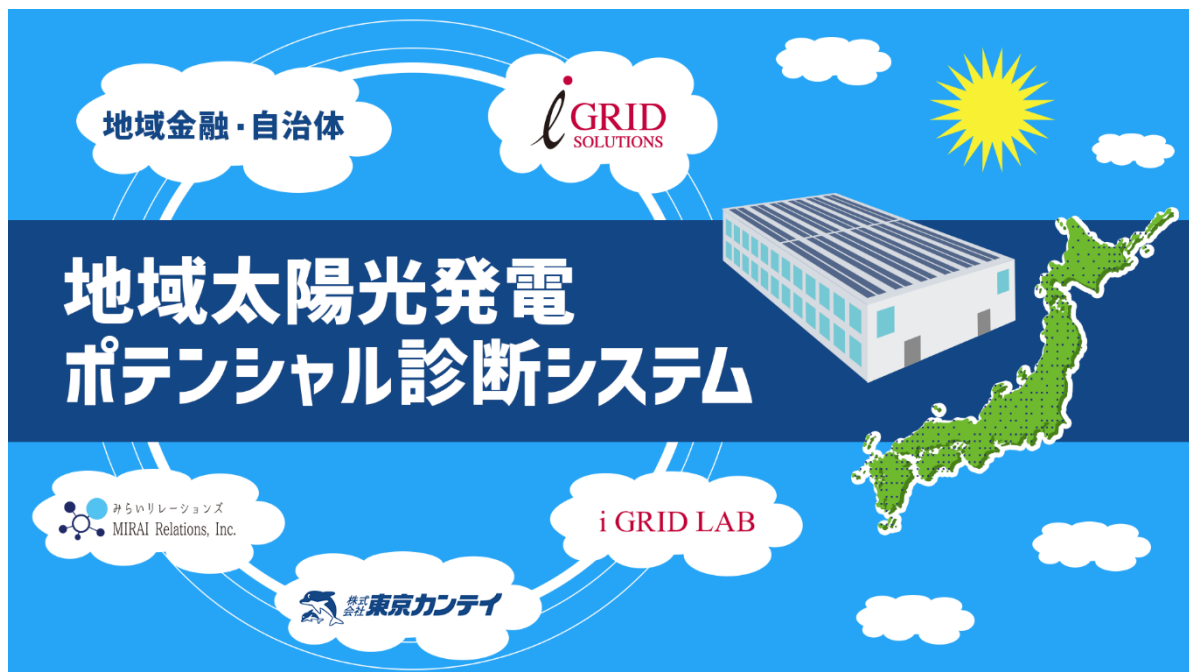 地域金融・自治体
i GRID
SOLUTIONS
地域太陽光発電
ポテンシャル診断システム
みらいリレーションズ
MIRAI Relations, Inc.
i GRID LAB
株式会社東京カンテイ